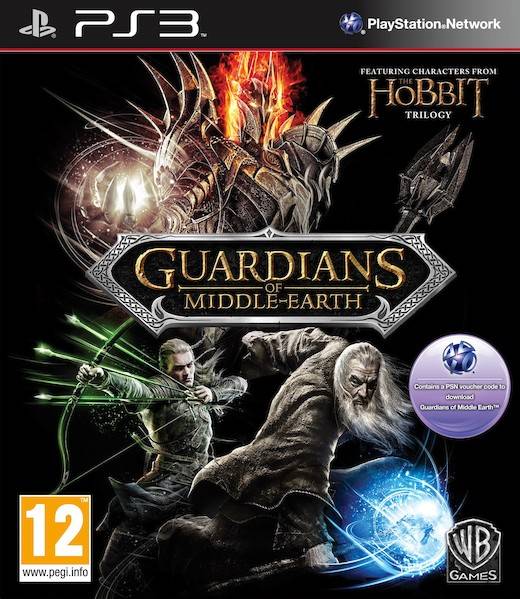 PS3™
PlayStation®Network
FEATURING CHARACTERS FROM
THE
HOBBIT
TRILOGY
GUARDIANS
OF
MIDDLE-EARTH
Contains a PSN voucher code to
download
Guardians of Middle Earth™
12
www.pegi.info
WB
GAMES